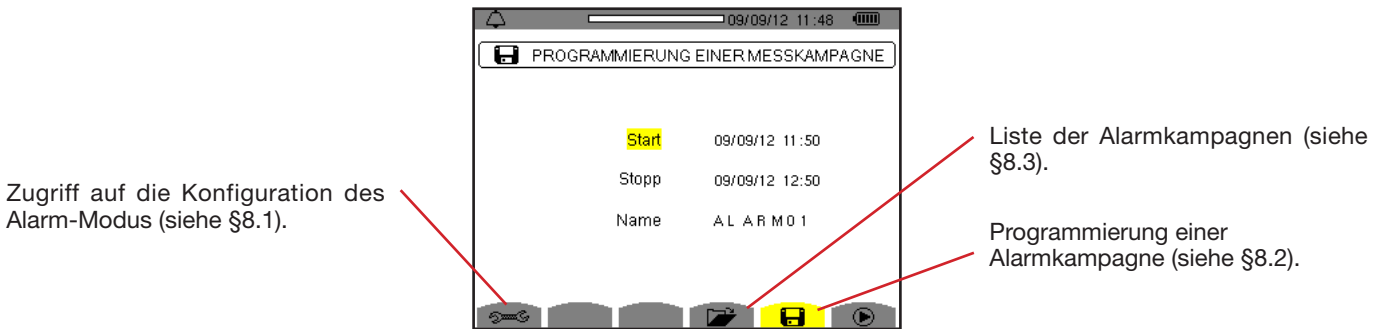 09/09/12 11:48
PROGRAMMIERUNG EINER MESSKAMPAGNE
Start 09/09/12 11:50
Stopp 09/09/12 12:50
Name ALARM01
Zugriff auf die Konfiguration des
Alarm-Modus (siehe §8.1).
Liste der Alarmkampagnen (siehe
§8.3).
Programmierung einer
Alarmkampagne (siehe §8.2).